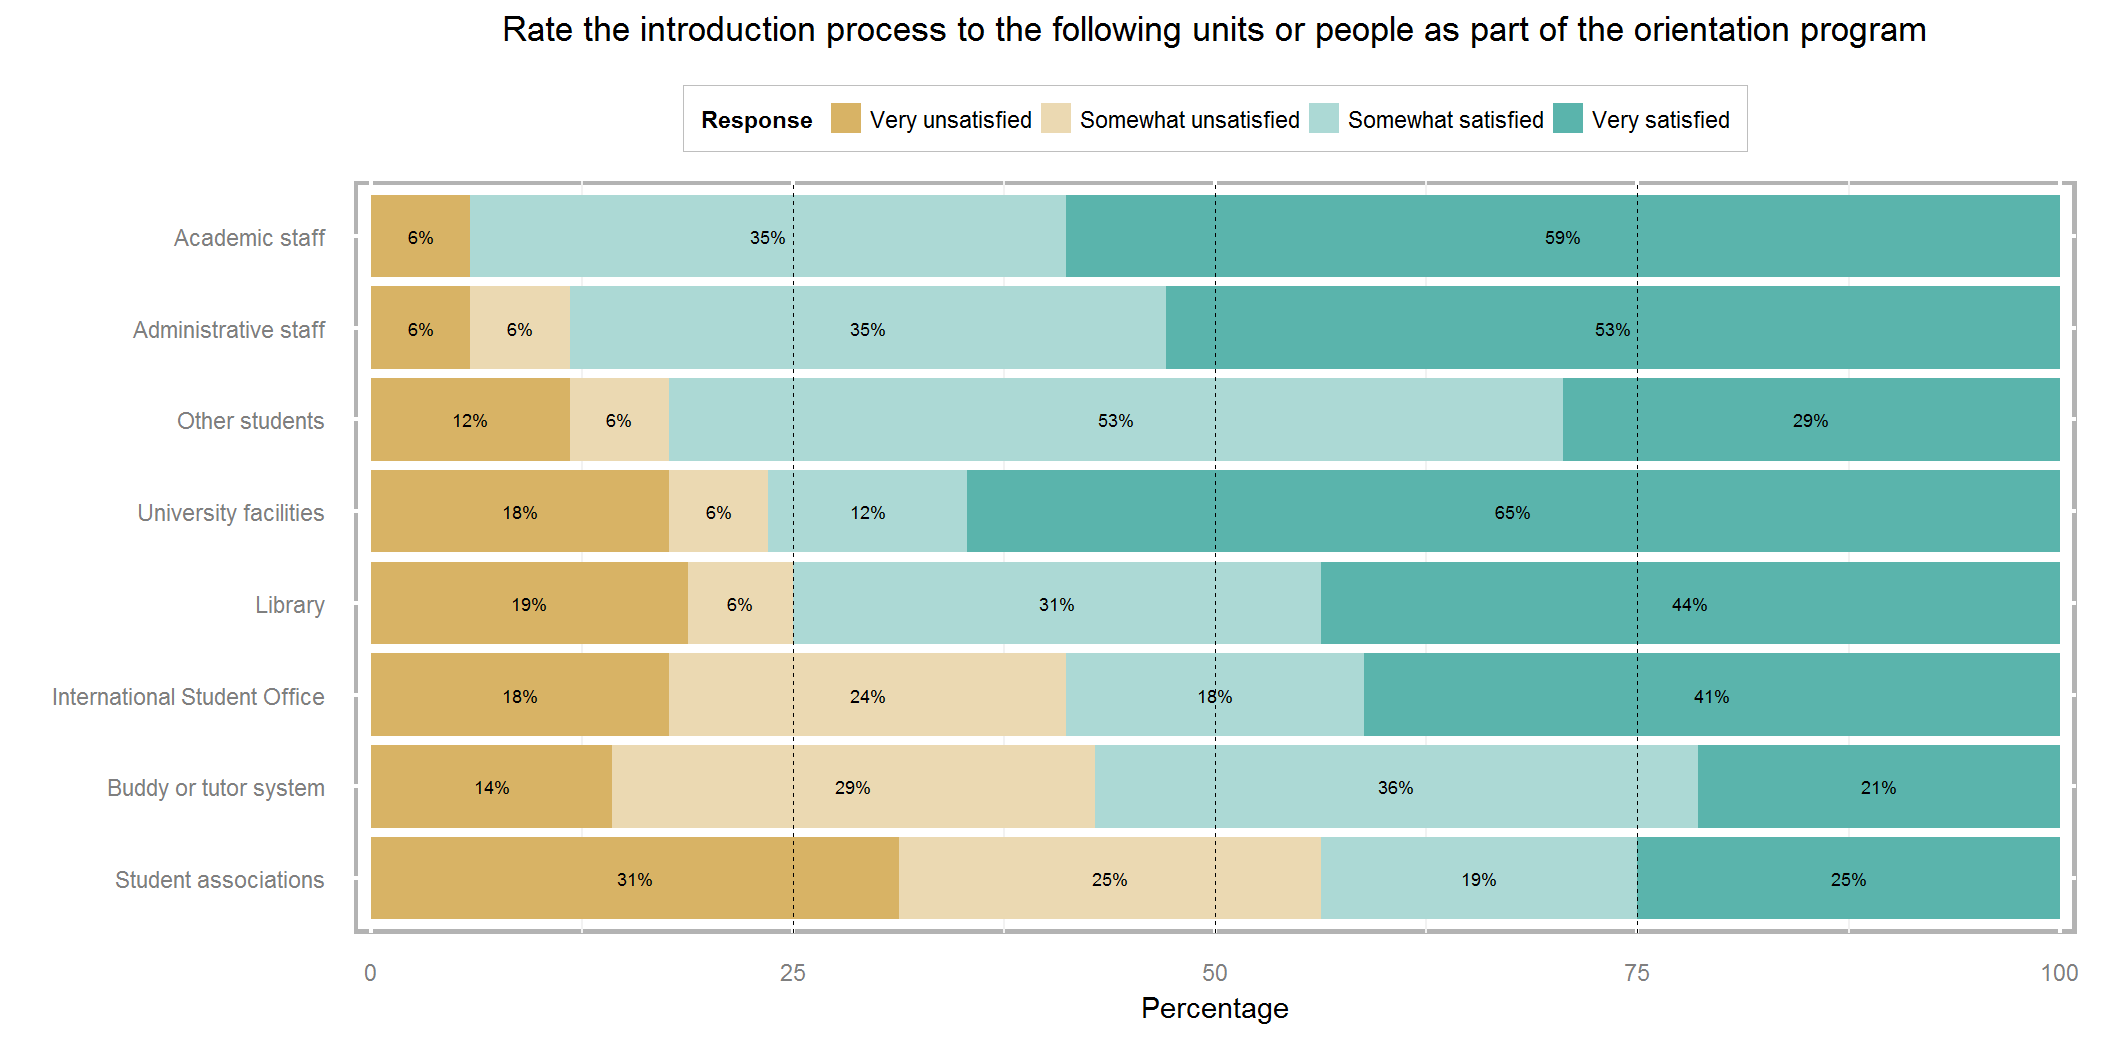 Rate the introduction process to the following units or people as part of the orientation program
Response Very unsatisfied Somewhat unsatisfied Somewhat satisfied Very satisfied
Academic staff 6% 35% 59%
Administrative staff 6% 6% 35% 53%
Other students 12% 6% 53% 29%
University facilities 18% 6% 12% 65%
Library 19% 6% 31% 44%
International Student Office 18% 24% 18% 41%
Buddy or tutor system 14% 29% 36% 21%
Student associations 31% 25% 19% 25%
0 25 50 75 100
Percentage